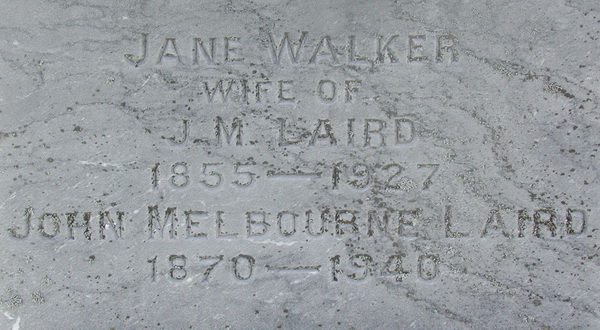 JANE WALKER
WIFE OF
J. M. LAIRD
1855—1927
JOHN MELBOURNE LAIRD
1870—1940